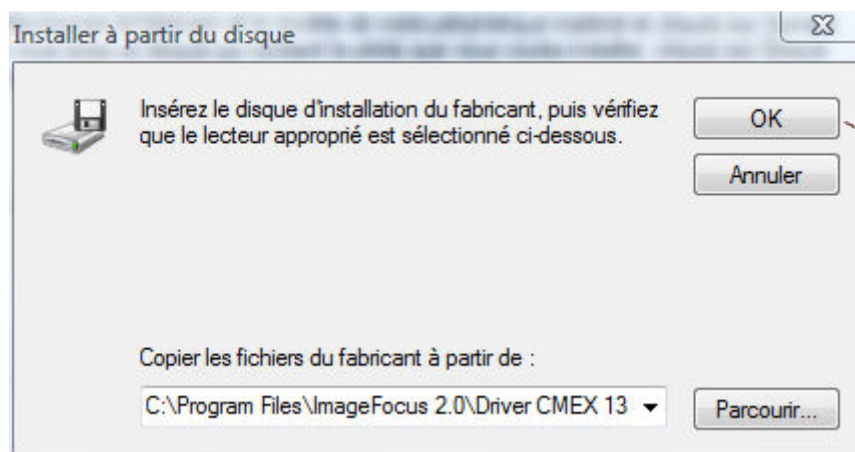 Installer à partir du disque
Insérez le disque d'installation du fabricant, puis vérifiez
que le lecteur approprié est sélectionné ci-dessous.
OK
Annuler
Copier les fichiers du fabricant à partir de :
C:\Program Files\ImageFocus 2.0\Driver CMEX 13
Parcourir...